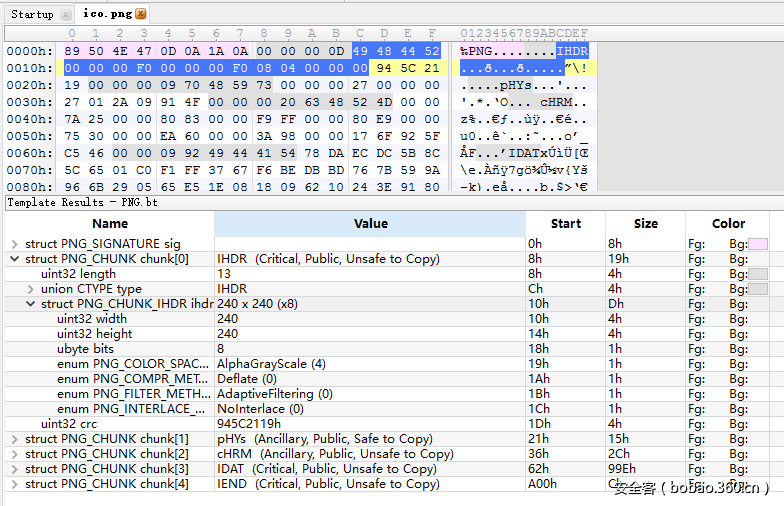 Startup ico.png
0 1 2 3 4 5 6 7 8 9 A B C D E F 0123456789ABCDEF
0000h: 89 50 4E 47 0D 0A 1A 0A 00 00 00 0D 49 48 44 52 ‰PNG........IHDR
0010h: 00 00 00 F0 00 00 00 F0 08 04 00 00 00 94 5C 21 ...ð...ð.....”\!
0020h: 19 00 00 00 09 70 48 59 73 00 00 00 27 00 00 00 .....pHYs...'...
0030h: 27 01 2A 09 91 4F 00 00 00 20 63 48 52 4D 00 00 '.*.‘O... cHRM..
0040h: 7A 25 00 00 80 83 00 00 F9 FF 00 00 80 E9 00 00 z%..€ƒ..ùÿ..€é..
0050h: 75 30 00 00 EA 60 00 00 3A 98 00 00 17 6F 92 5F u0..ê`..:˜...o’_
0060h: C5 46 00 00 09 92 49 44 41 54 78 DA EC DC 5B 8C ÅF...’IDATxÚìÜ[Œ
0070h: 5C 65 01 C0 F1 FF 37 67 F6 BE DB BD 76 7B 59 9A \e.Àñÿ7gö¾Û½v{Yš
0080h: 96 6B 29 05 65 E5 1E 08 18 09 62 10 24 3E 91 80 –k).eå....b.$>‘€
Template Results - PNG.bt
Name Value Start Size Color
struct PNG_SIGNATURE sig 0h 8h Fg: Bg:
struct PNG_CHUNK chunk[0] IHDR (Critical, Public, Unsafe to Copy) 8h 19h Fg: Bg:
uint32 length 13 8h 4h Fg: Bg:
union CTYPE type IHDR Ch 4h Fg: Bg:
struct PNG_CHUNK_IHDR ihdr 240 x 240 (x8) 10h Dh Fg: Bg:
uint32 width 240 10h 4h Fg: Bg:
uint32 height 240 14h 4h Fg: Bg:
ubyte bits 8 18h 1h Fg: Bg:
enum PNG_COLOR_SPAC... AlphaGrayScale (4) 19h 1h Fg: Bg:
enum PNG_COMPR_MET... Deflate (0) 1Ah 1h Fg: Bg:
enum PNG_FILTER_METH... AdaptiveFiltering (0) 1Bh 1h Fg: Bg:
enum PNG_INTERLACE_... NoInterlace (0) 1Ch 1h Fg: Bg:
uint32 crc 945C2119h 1Dh 4h Fg: Bg:
struct PNG_CHUNK chunk[1] pHYs (Ancillary, Public, Safe to Copy) 21h 15h Fg: Bg:
struct PNG_CHUNK chunk[2] cHRM (Ancillary, Public, Unsafe to Copy) 36h 2Ch Fg: Bg:
struct PNG_CHUNK chunk[3] IDAT (Critical, Public, Unsafe to Copy) 62h 99Eh Fg: Bg:
struct PNG_CHUNK chunk[4] IEND (Critical, Public, Unsafe to Copy) A00h
安全客（bobao.360.cn）